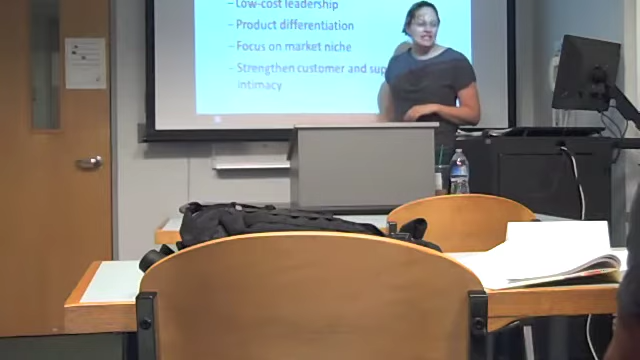 – Low-cost leadership
– Product differentiation
– Focus on market niche
– Strengthen customer and sup
intimacy